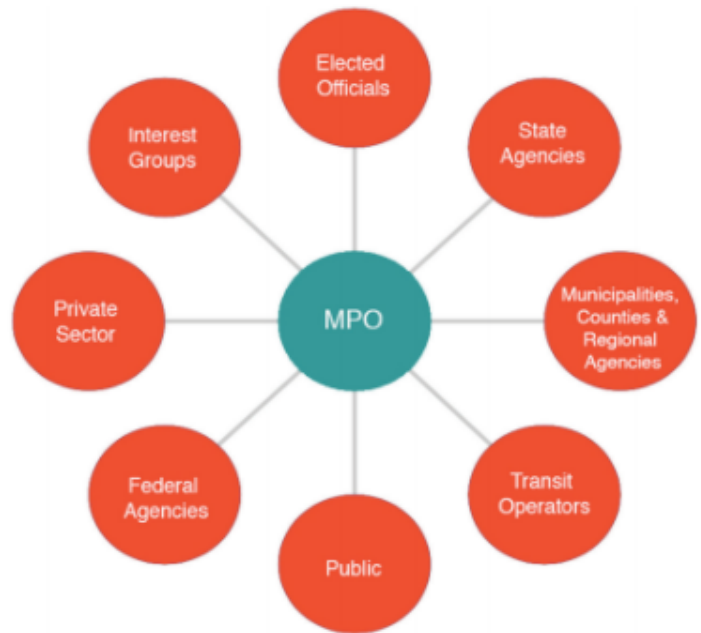 Elected
Officials
State
Agencies
Interest
Groups
Private
Sector
MPO
Municipalities,
Counties &
Regional
Agencies
Federal
Agencies
Transit
Operators
Public